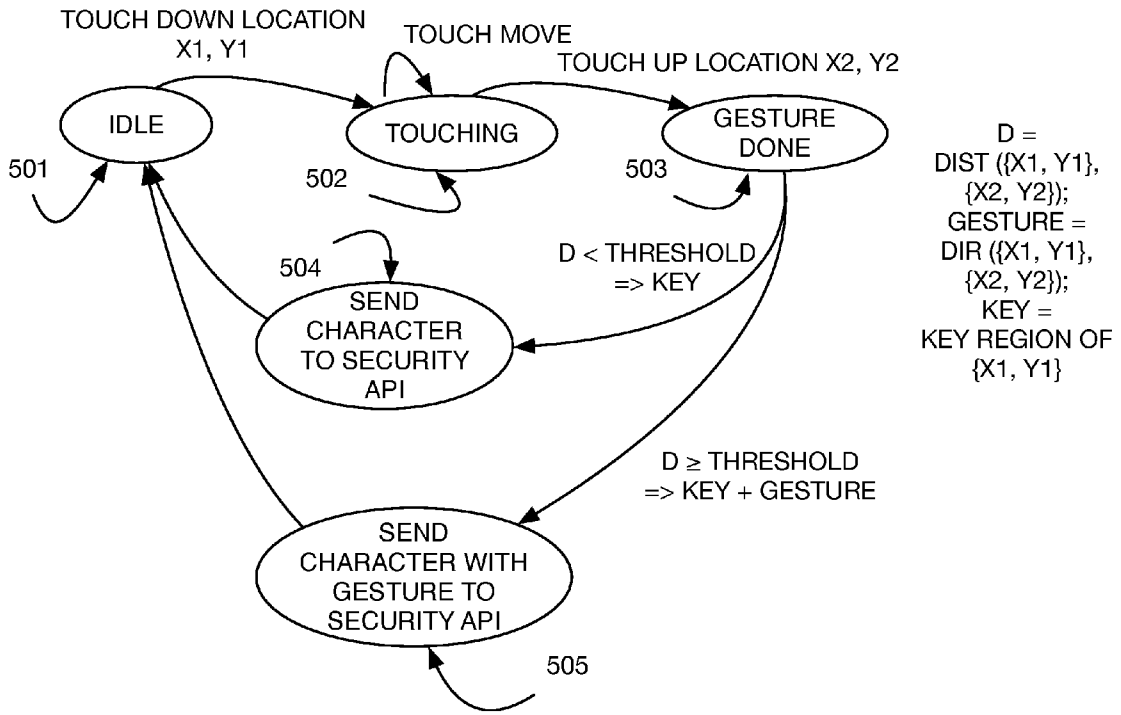 TOUCH DOWN LOCATION
X1, Y1
TOUCH MOVE
TOUCH UP LOCATION X2, Y2
IDLE
TOUCHING
GESTURE
DONE
501
502
503
D =
DIST ({X1, Y1},
{X2, Y2});
GESTURE =
DIR ({X1, Y1},
{X2, Y2});
KEY =
KEY REGION OF
{X1, Y1}
504
D < THRESHOLD
=> KEY
SEND
CHARACTER
TO SECURITY
API
D ≥ THRESHOLD
=> KEY + GESTURE
SEND
CHARACTER WITH
GESTURE TO
SECURITY API
505